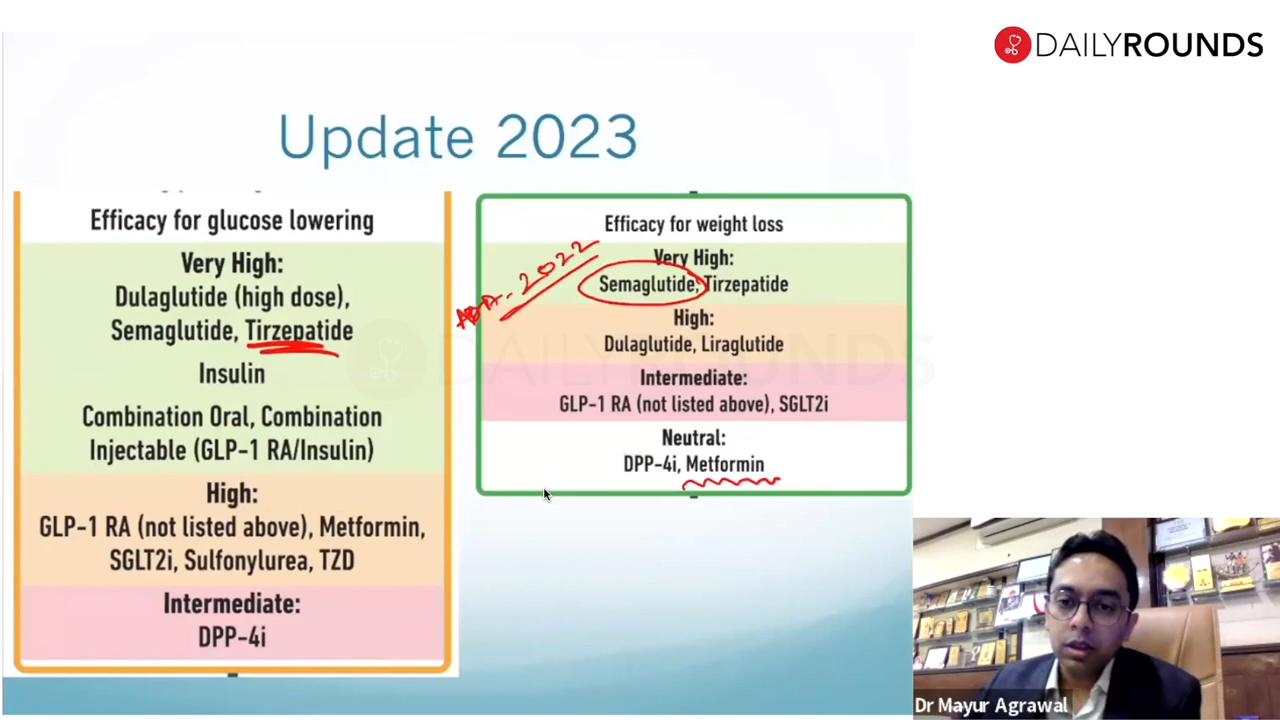 DAILYROUNDS
Update 2023
Efficacy for glucose lowering
Very High:
Dulaglutide (high dose),
Semaglutide, Tirzepatide
Insulin
Combination Oral, Combination
Injectable (GLP-1 RA/Insulin)
High:
GLP-1 RA (not listed above), Metformin,
SGLT2i, Sulfonylurea, TZD
Intermediate:
DPP-4i
ADA-2022
Efficacy for weight loss
Very High:
Semaglutide, Tirzepatide
High:
Dulaglutide, Liraglutide
Intermediate:
GLP-1 RA (not listed above), SGLT2i
Neutral:
DPP-4i, Metformin
DAILYROUNDS
Dr Mayur Agrawal